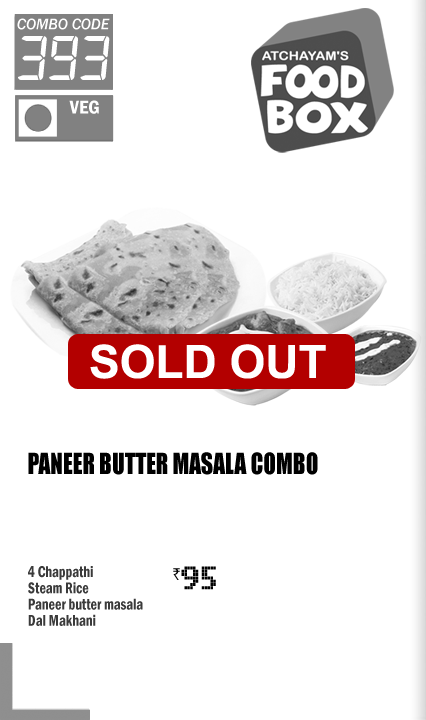 COMBO CODE
393
VEG
ATCHAYAM'S
FOOD
BOX
SOLD OUT
PANEER BUTTER MASALA COMBO
4 Chappathi
Steam Rice
Paneer butter masala
Dal Makhani
₹95